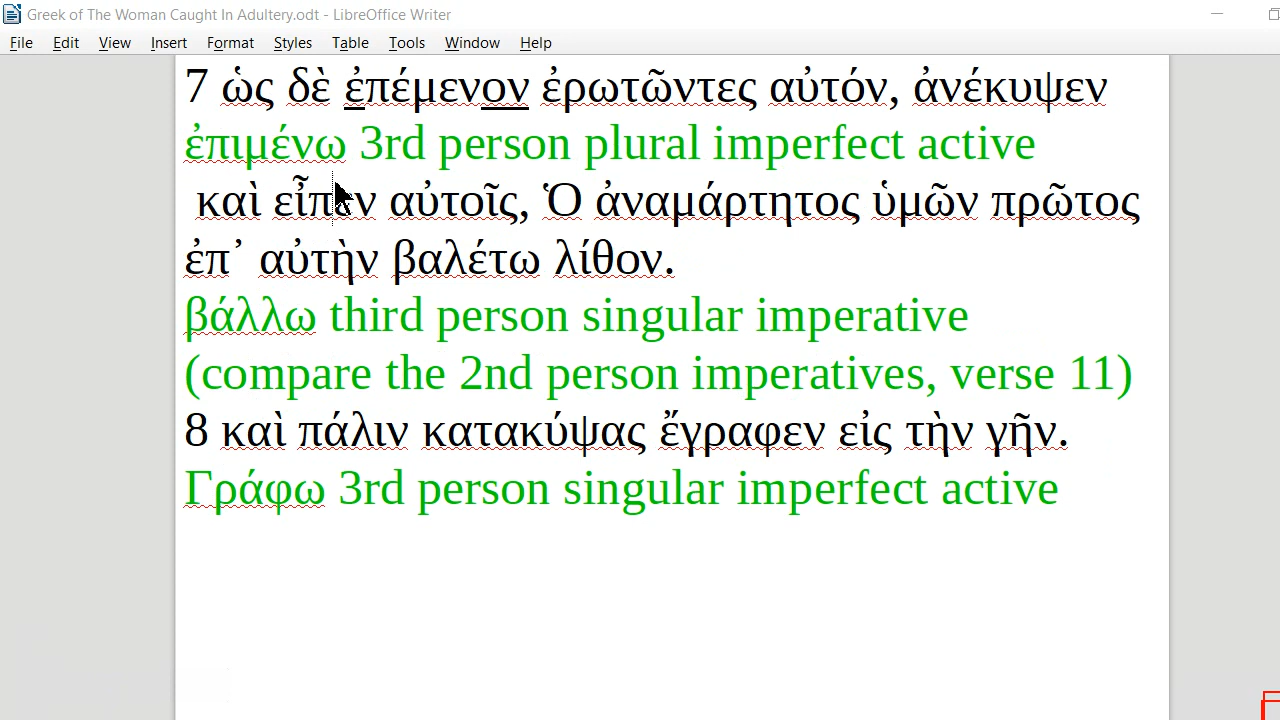 Greek of The Woman Caught In Adultery.odt - LibreOffice Writer
File Edit View Insert Format Styles Table Tools Window Help
7 ὡς δὲ ἐπέμενον ἐρωτῶντες αὐτόν, ἀνέκυψεν
ἐπιμένω 3rd person plural imperfect active
καὶ εἶπεν αὐτοῖς, Ὁ ἀναμάρτητος ὑμῶν πρῶτος
ἐπ᾽ αὐτὴν βαλέτω λίθον.
βάλλω third person singular imperative
(compare the 2nd person imperatives, verse 11)
8 καὶ πάλιν κατακύψας ἔγραφεν εἰς τὴν γῆν.
Γράφω 3rd person singular imperfect active